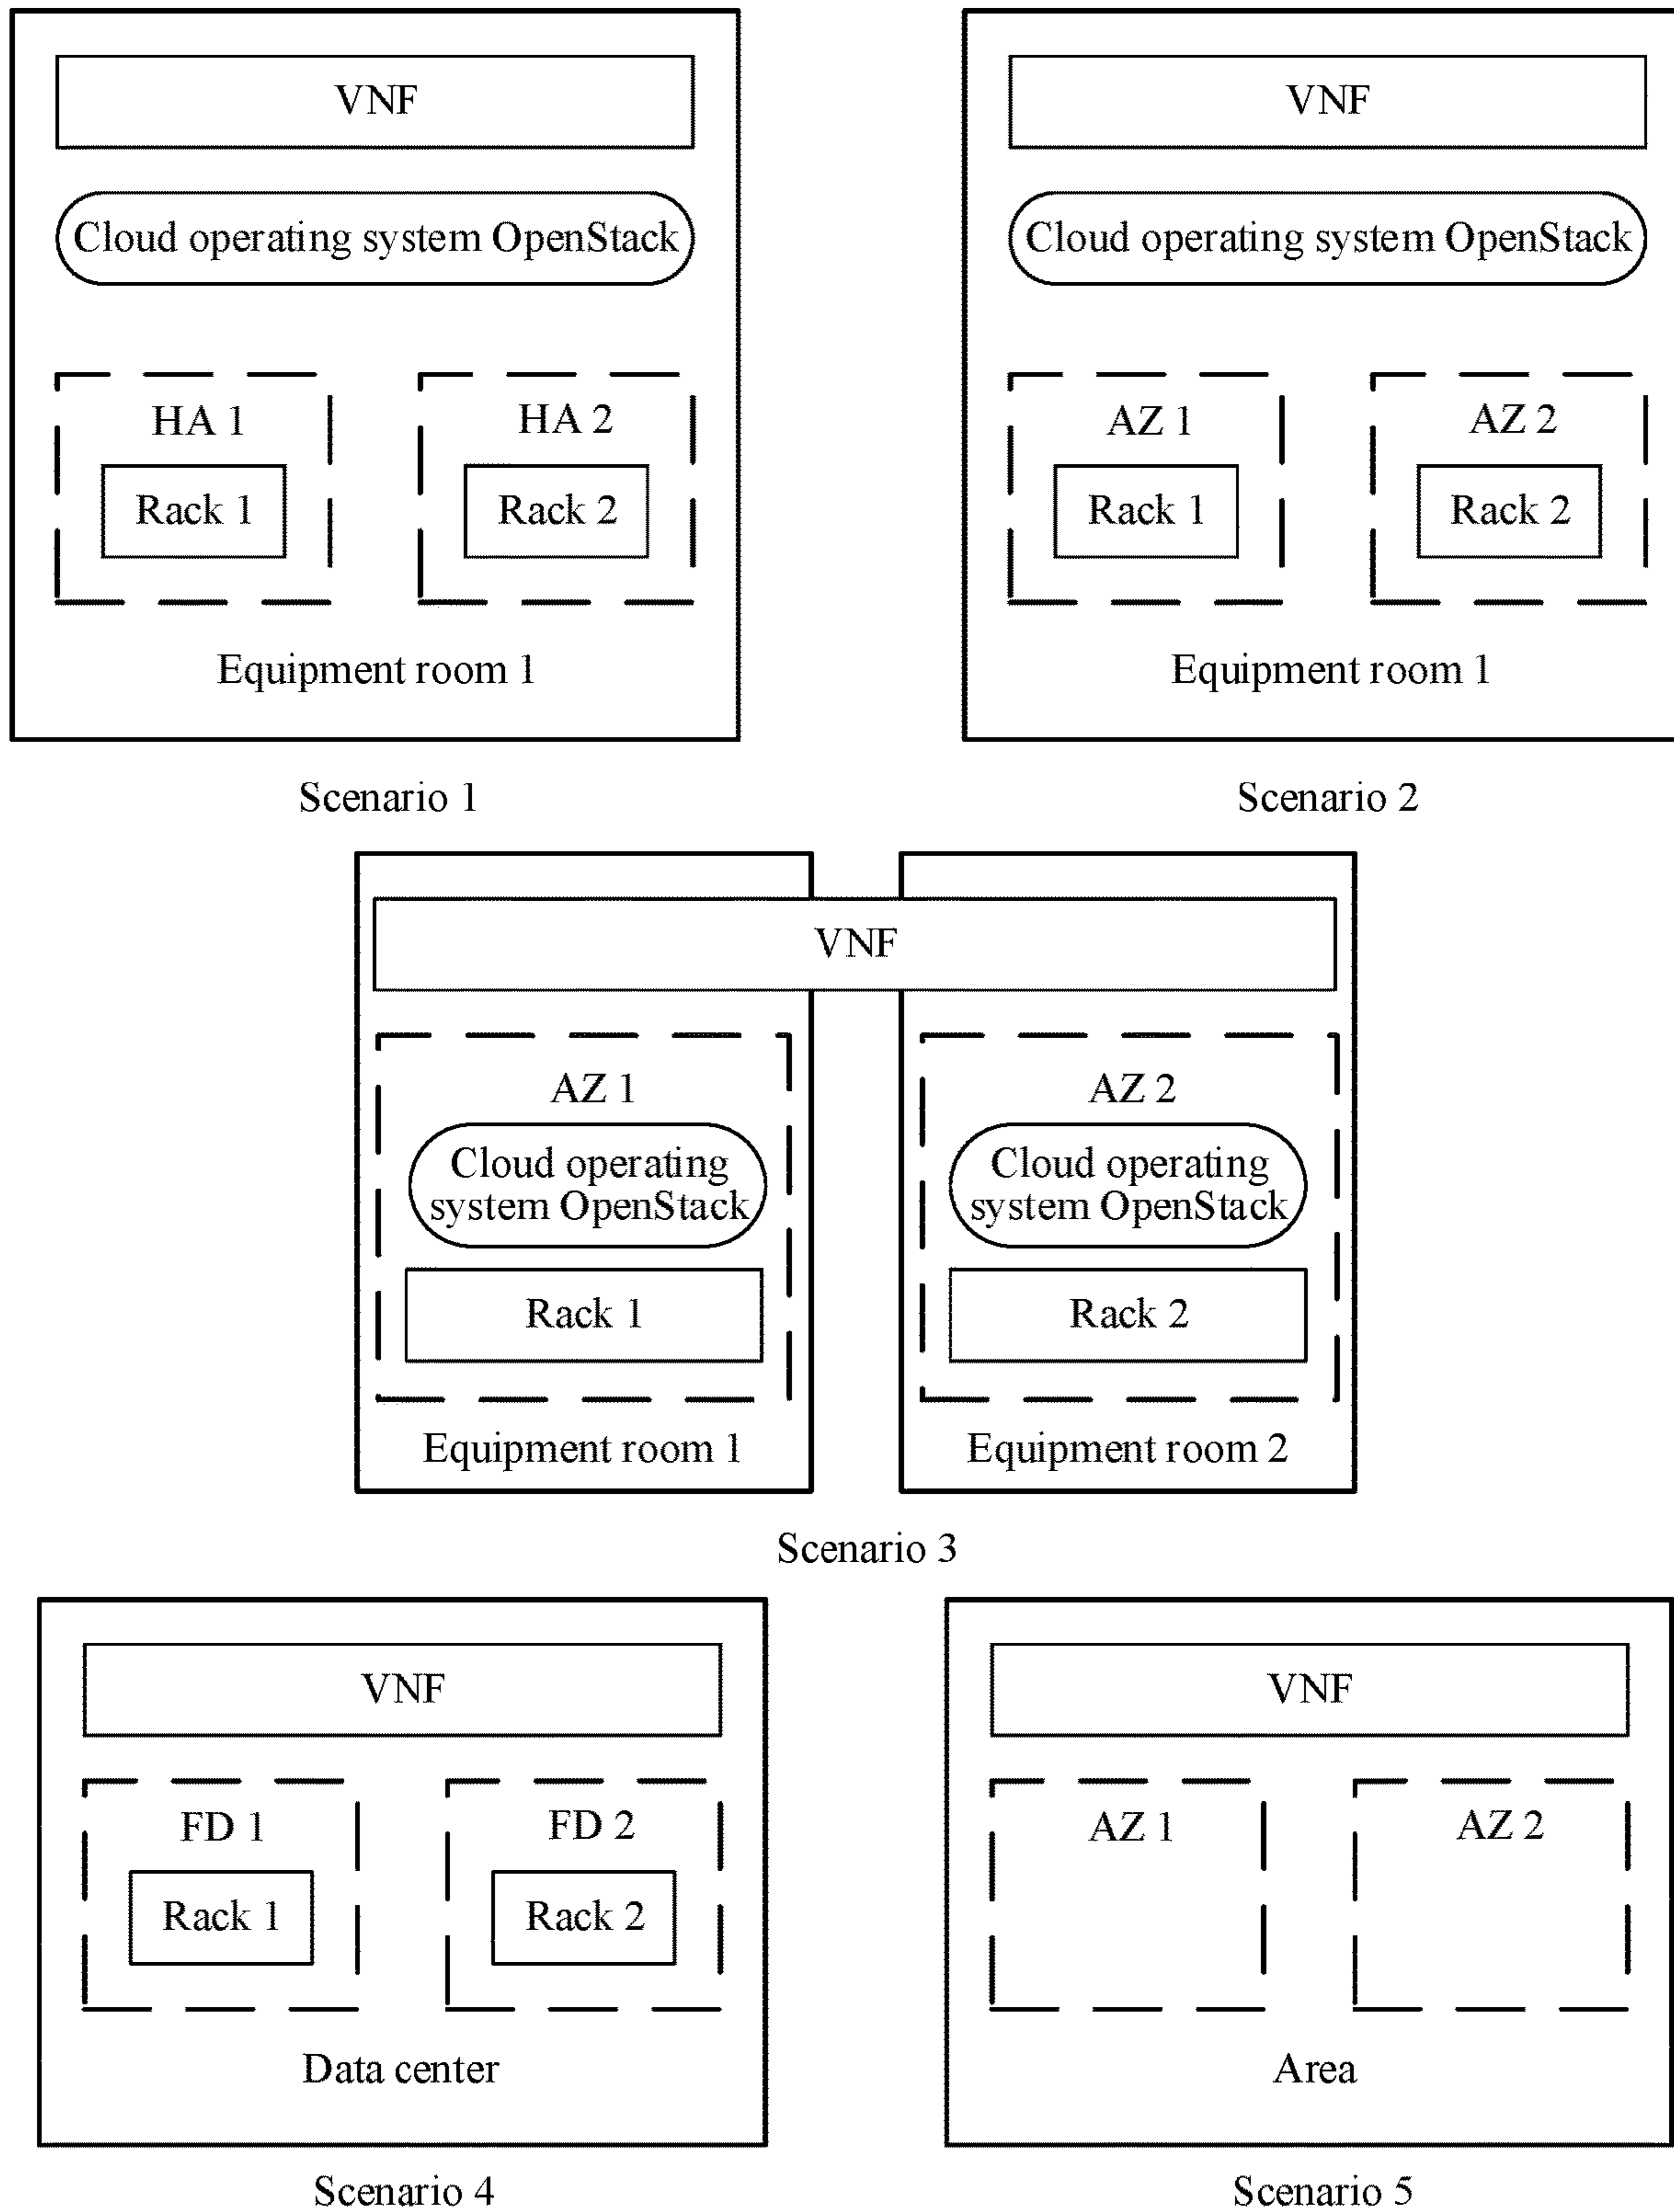 VNF
Cloud operating system OpenStack
HA 1
HA 2
Rack 1
Rack 2
Equipment room 1
Scenario 1
VNF
Cloud operating system OpenStack
AZ 1
AZ 2
Rack 1
Rack 2
Equipment room 1
Scenario 2
VNF
AZ 1
Cloud operating
system OpenStack
Rack 1
Equipment room 1
AZ 2
Cloud operating
system OpenStack
Rack 2
Equipment room 2
Scenario 3
VNF
FD 1
FD 2
Rack 1
Rack 2
Data center
Scenario 4
VNF
AZ 1
AZ 2
Area
Scenario 5